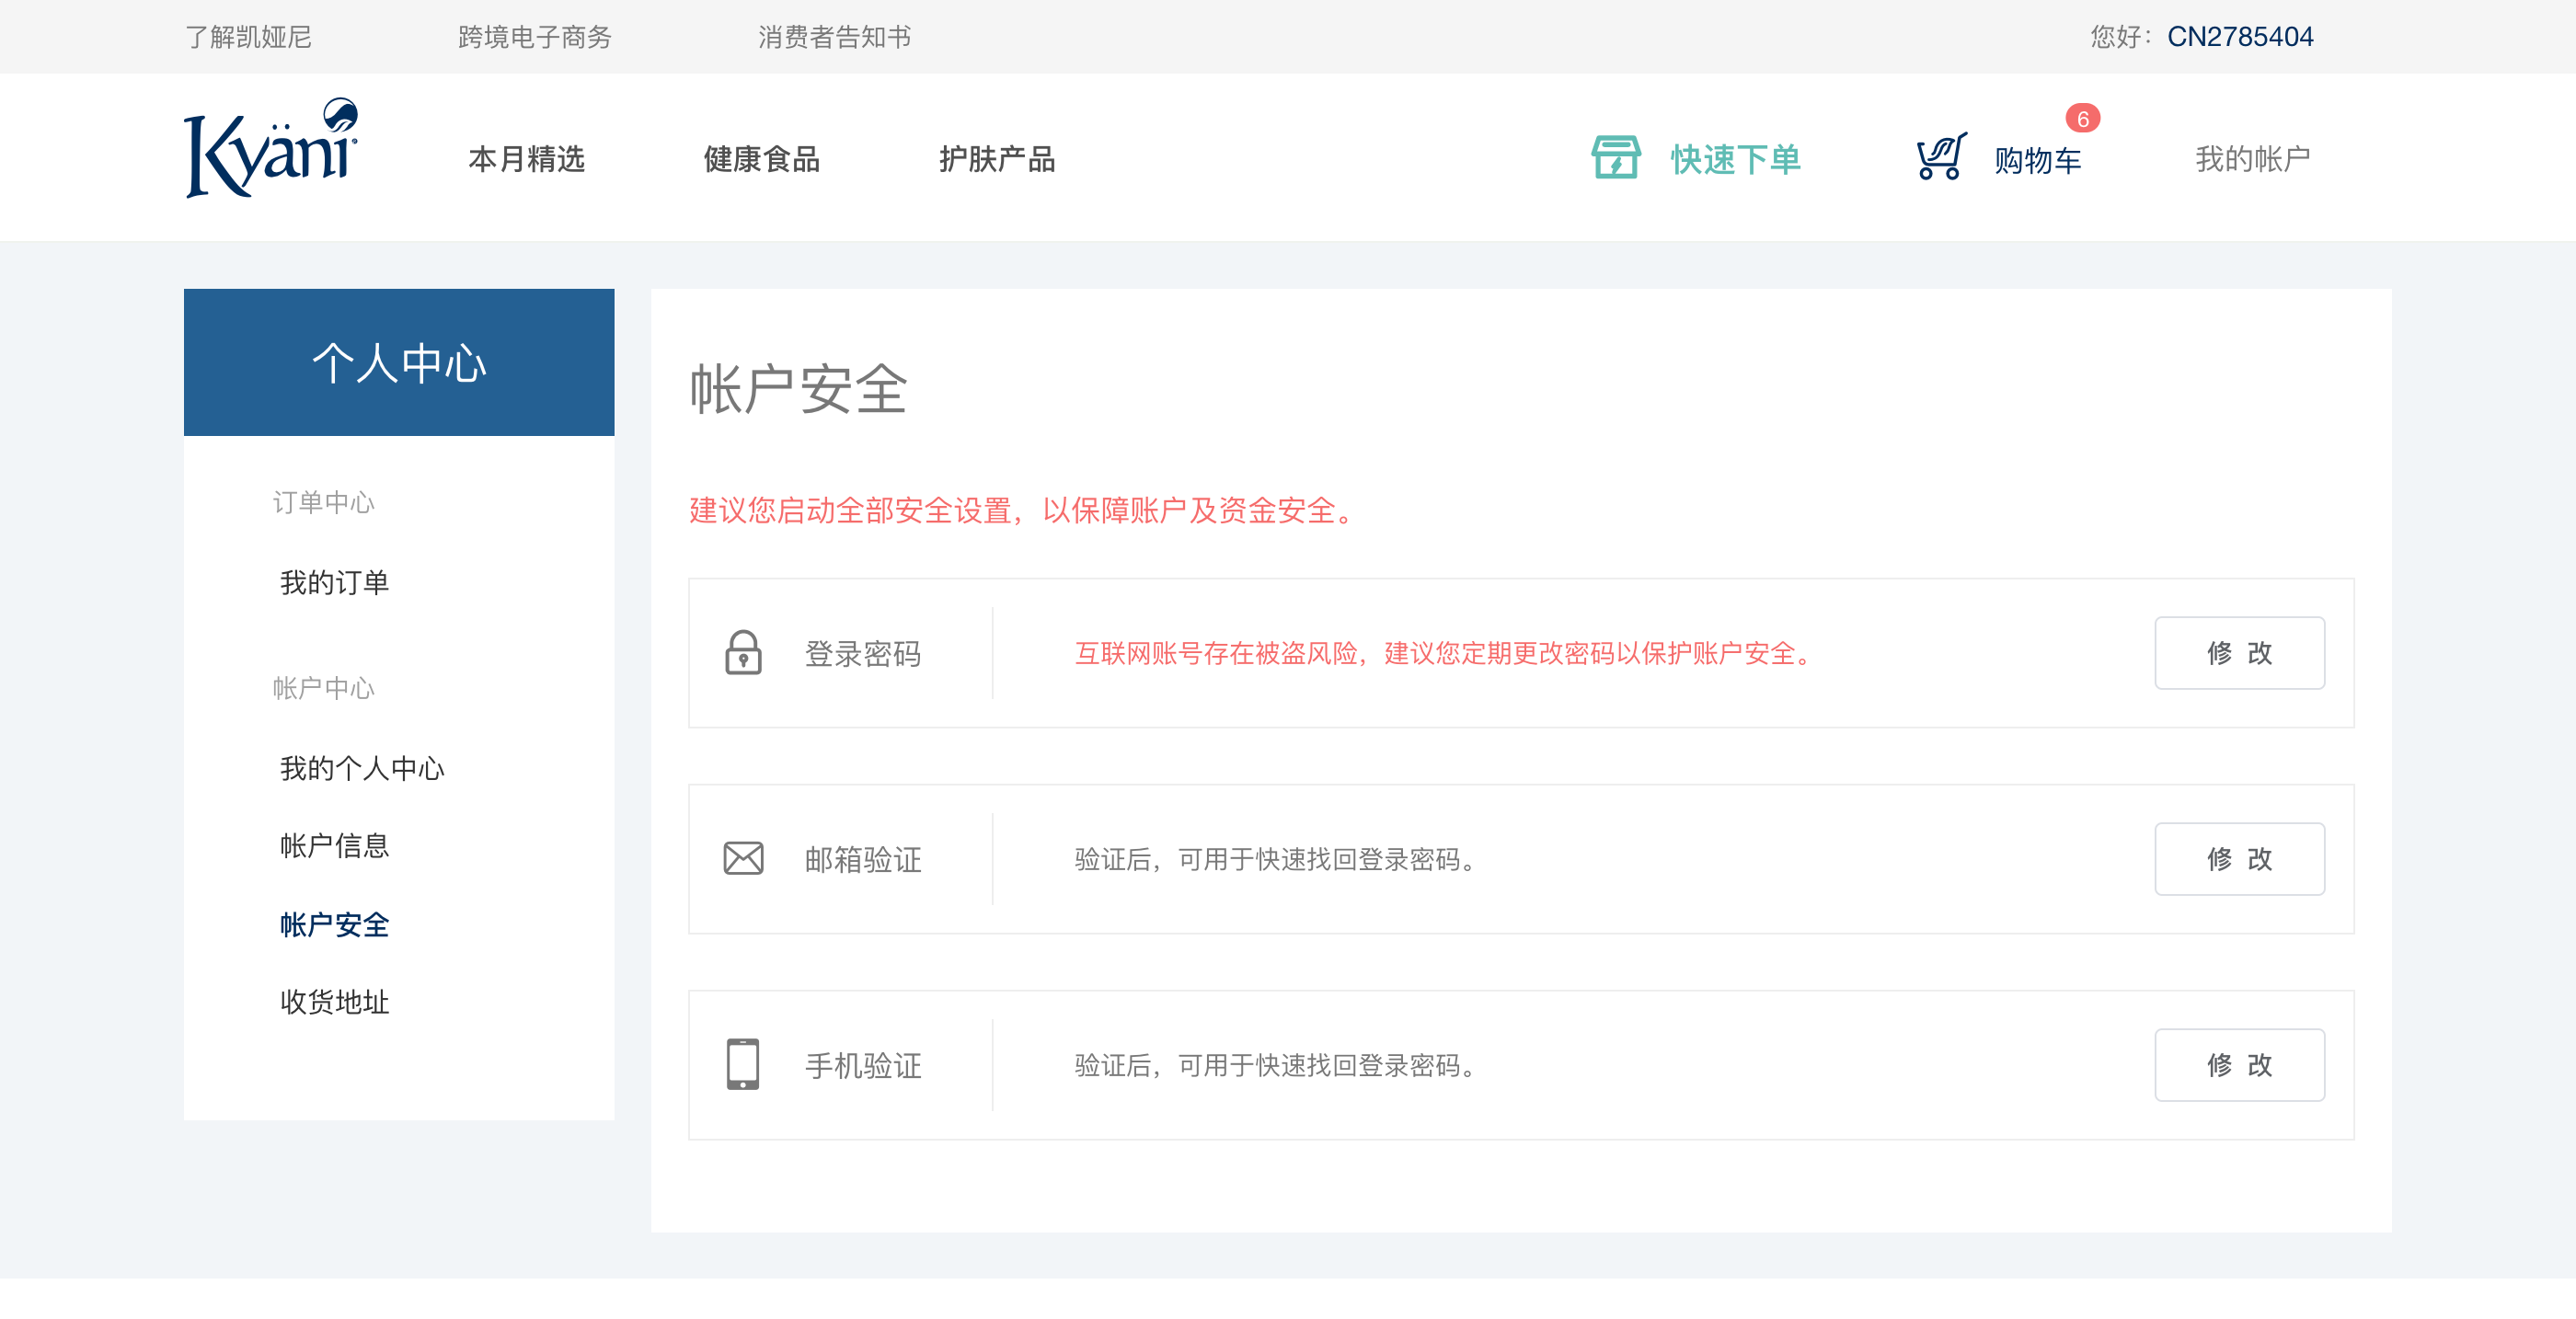 了解凯娅尼 跨境电子商务 消费者告知书 您好：CN2785404
Kyäni 本月精选 健康食品 护肤产品 快速下单 购物车 6 我的帐户
个人中心
订单中心
我的订单
帐户中心
我的个人中心
帐户信息
帐户安全
收货地址
帐户安全
建议您启动全部安全设置，以保障账户及资金安全。
登录密码 互联网账号存在被盗风险，建议您定期更改密码以保护账户安全。 修 改
邮箱验证 验证后，可用于快速找回登录密码。 修 改
手机验证 验证后，可用于快速找回登录密码。 修 改